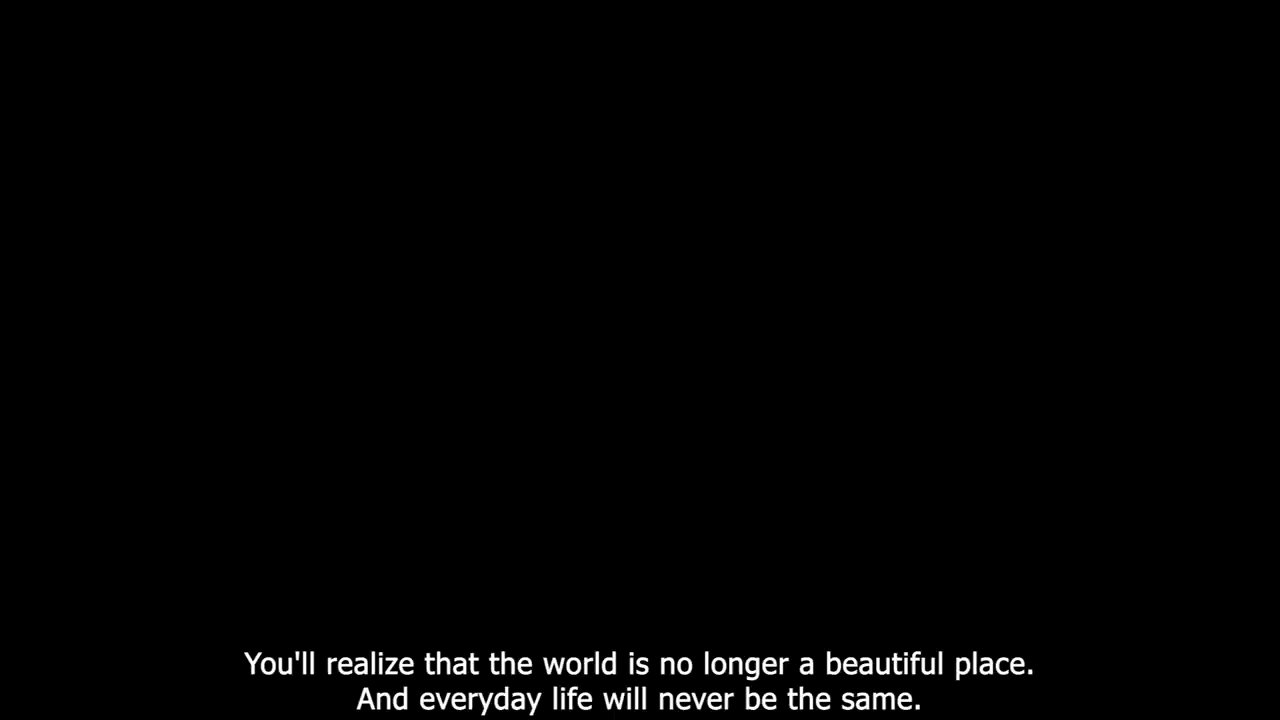 You'll realize that the world is no longer a beautiful place.
And everyday life will never be the same.